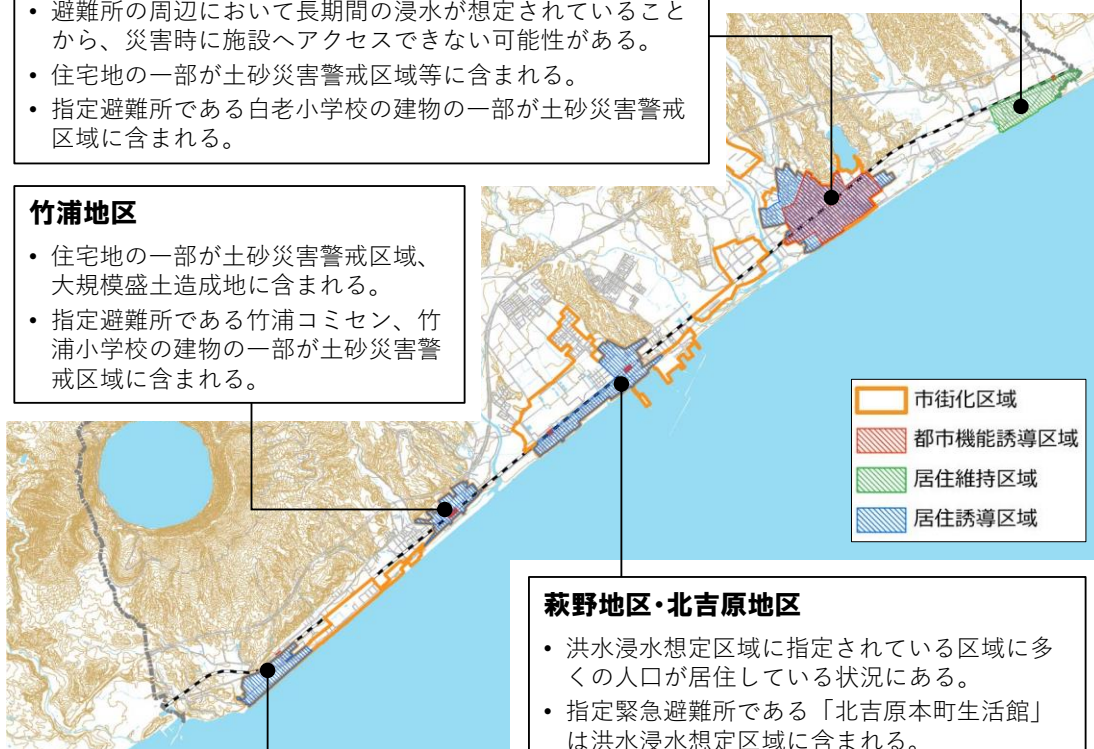 • 避難所の周辺において長期間の浸水が想定されていること
から、災害時に施設へアクセスできない可能性がある。
• 住宅地の一部が土砂災害警戒区域等に含まれる。
• 指定避難所である白老小学校の建物の一部が土砂災害警戒
区域に含まれる。
竹浦地区
• 住宅地の一部が土砂災害警戒区域、
大規模盛土造成地に含まれる。
• 指定避難所である竹浦コミセン、竹
浦小学校の建物の一部が土砂災害警
戒区域に含まれる。
市街化区域
都市機能誘導区域
居住維持区域
居住誘導区域
萩野地区・北吉原地区
• 洪水浸水想定区域に指定されている区域に多
くの人口が居住している状況にある。
• 指定緊急避難所である「北吉原本町生活館」
は洪水浸水想定区域に含まれる。